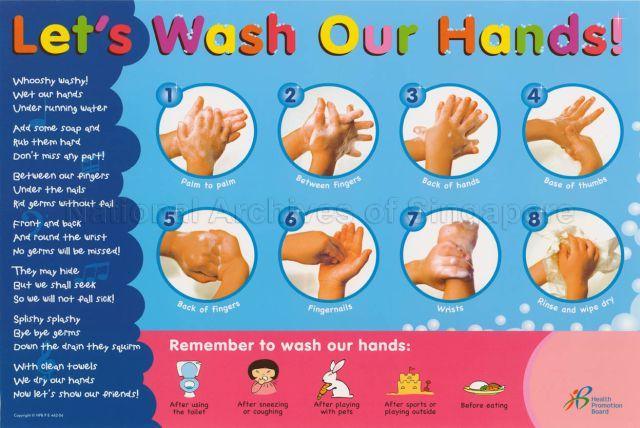 Let's Wash Our Hands!
Whooshy washy!
Wet our hands
Under running water
Add some soap and
Rub them hard
Don't miss any part!
Between our fingers
Under the nails
Rid germs without fail
Front and back
And around the wrist
No germs will be missed!
They may hide
But we shall seek
So we will not fall sick!
Splishy splashy
Bye bye germs
Down the drain they squirm
With clean towels
We dry our hands
Now let's show our friends!
1
Palm to palm
2
Between fingers
3
Back of hands
4
Base of thumbs
5
Back of fingers
6
Fingernails
7
Wrists
8
Rinse and wipe dry
National Archives of Singapore
Remember to wash our hands:
After using
the toilet
After sneezing
or coughing
After playing
with pets
After sports or
playing outside
Before eating
Health
Promotion
Board